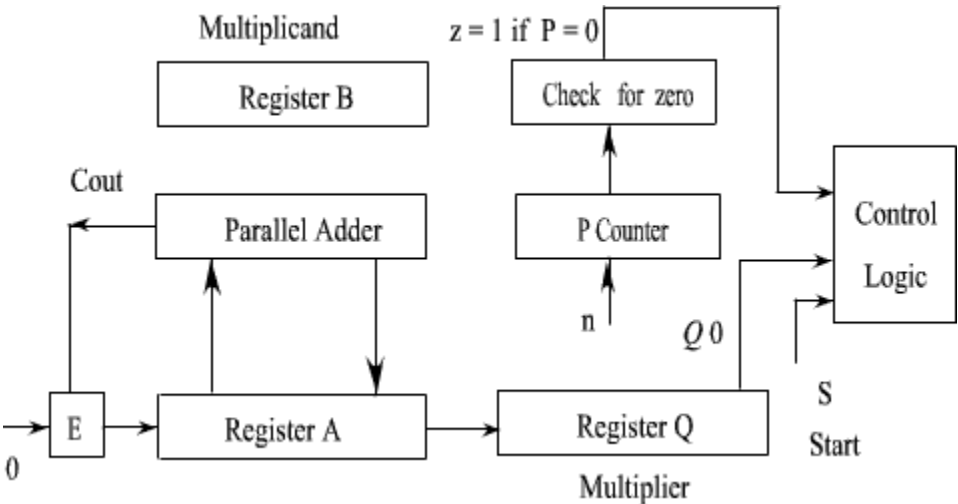 Multiplicand
z = 1 if P = 0
Register B
Check for zero
Cout
Parallel Adder
P Counter
Control
Logic
n
Q 0
S
Start
E
Register A
Register Q
0
Multiplier